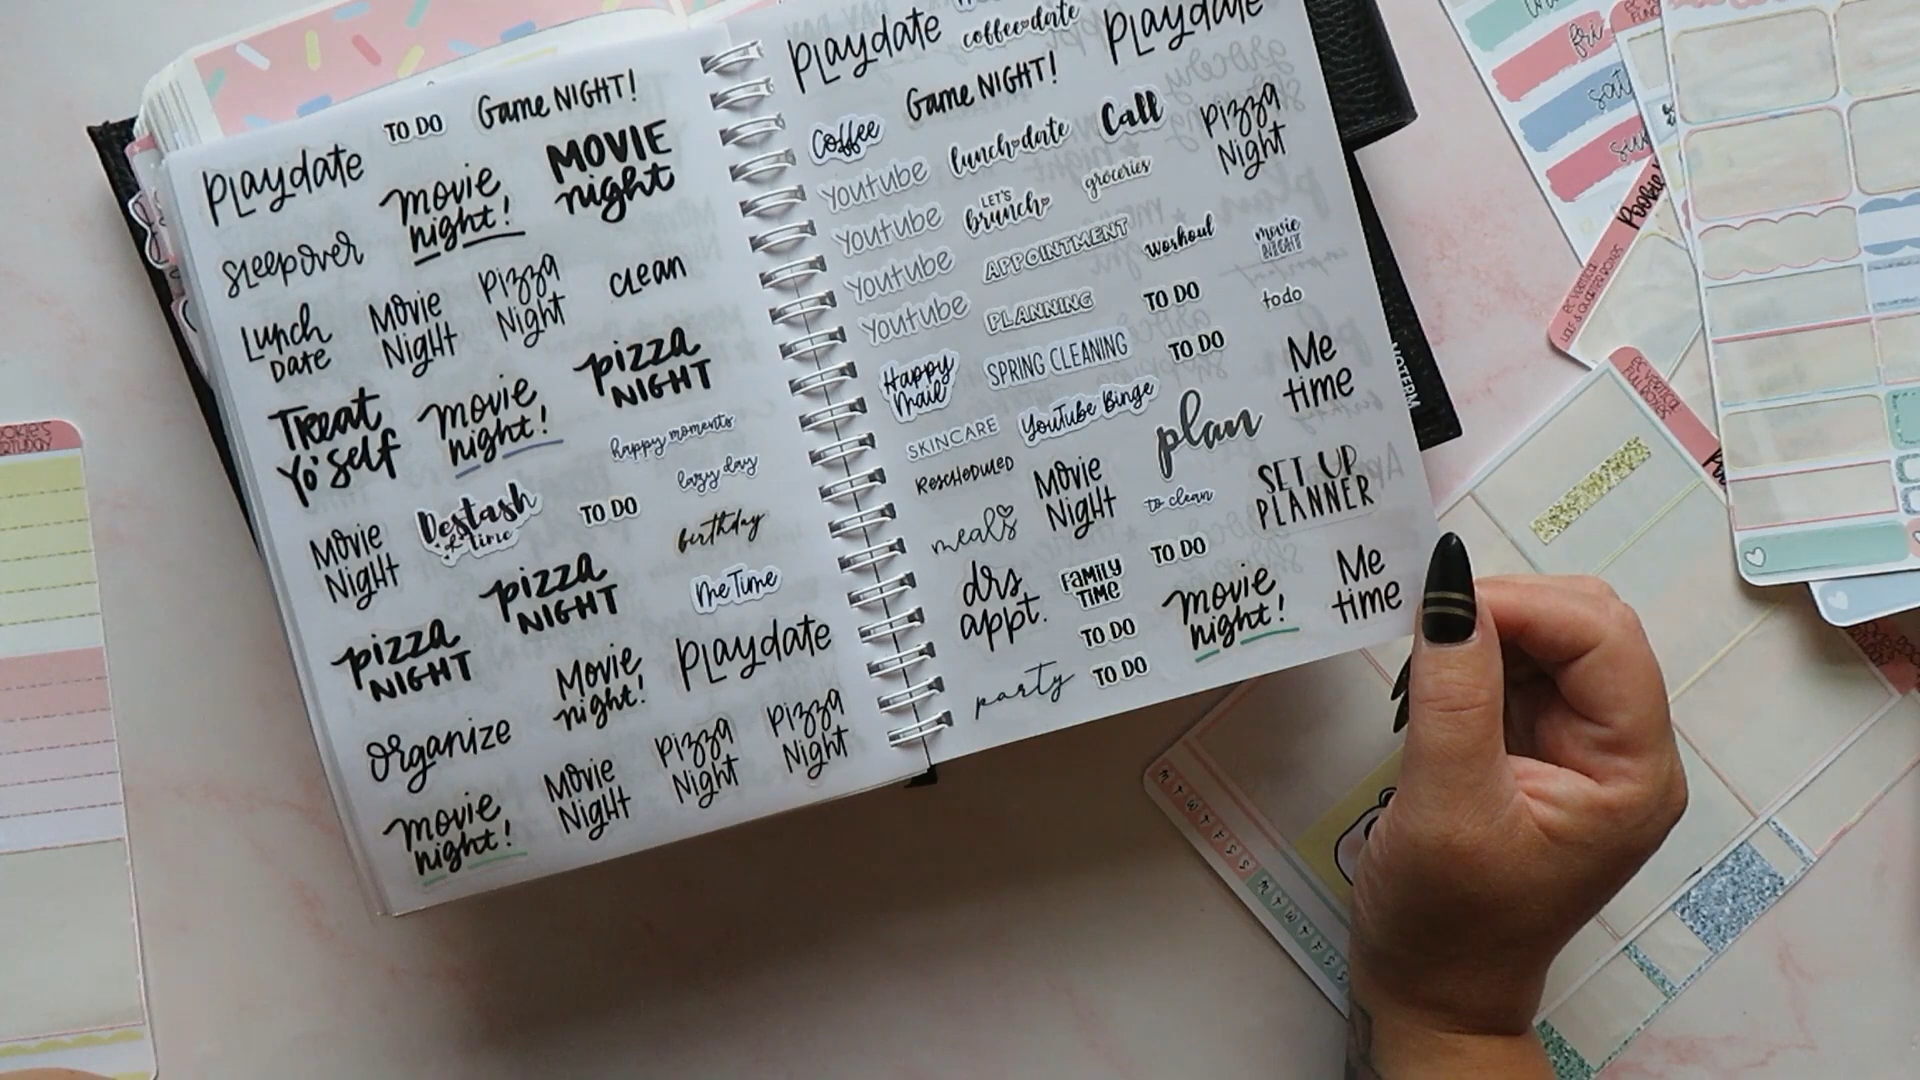 TO DO
Game NIGHT!
Playdate
movie
night!
MOVIE
night
Sleepover
Lunch
Date
Movie
Night
Pizza
Night
clean
Treat
Yo' Self
movie
night!
pizza
NIGHT
happy moments
lazy day
Movie
Night
Destash
time
TO DO
birthday
pizza
NIGHT
pizza
NIGHT
me Time
Playdate
Movie
night!
Organize
movie
night!
Movie
Night
Pizza
Night
Pizza
Night
Playdate
coffee date
Playdate
Game NIGHT!
Coffee
lunch date
Call
Pizza
Night
Youtube
LET'S
brunch
groceries
Youtube
APPOINTMENT
Workout
movie
NIGHT
Youtube
PLANNING
TO DO
todo
Youtube
Happy
Mail
SPRING CLEANING
TO DO
Me
time
SKINCARE
YouTube Binge
plan
RESCHEDULED
Movie
Night
to clean
SET UP
PLANNER
meals
drs
appt.
FAMILY
TIME
TO DO
movie
night!
Me
time
TO DO
party
TO DO
fri
sat
M T W T F S S
M T W T F S S